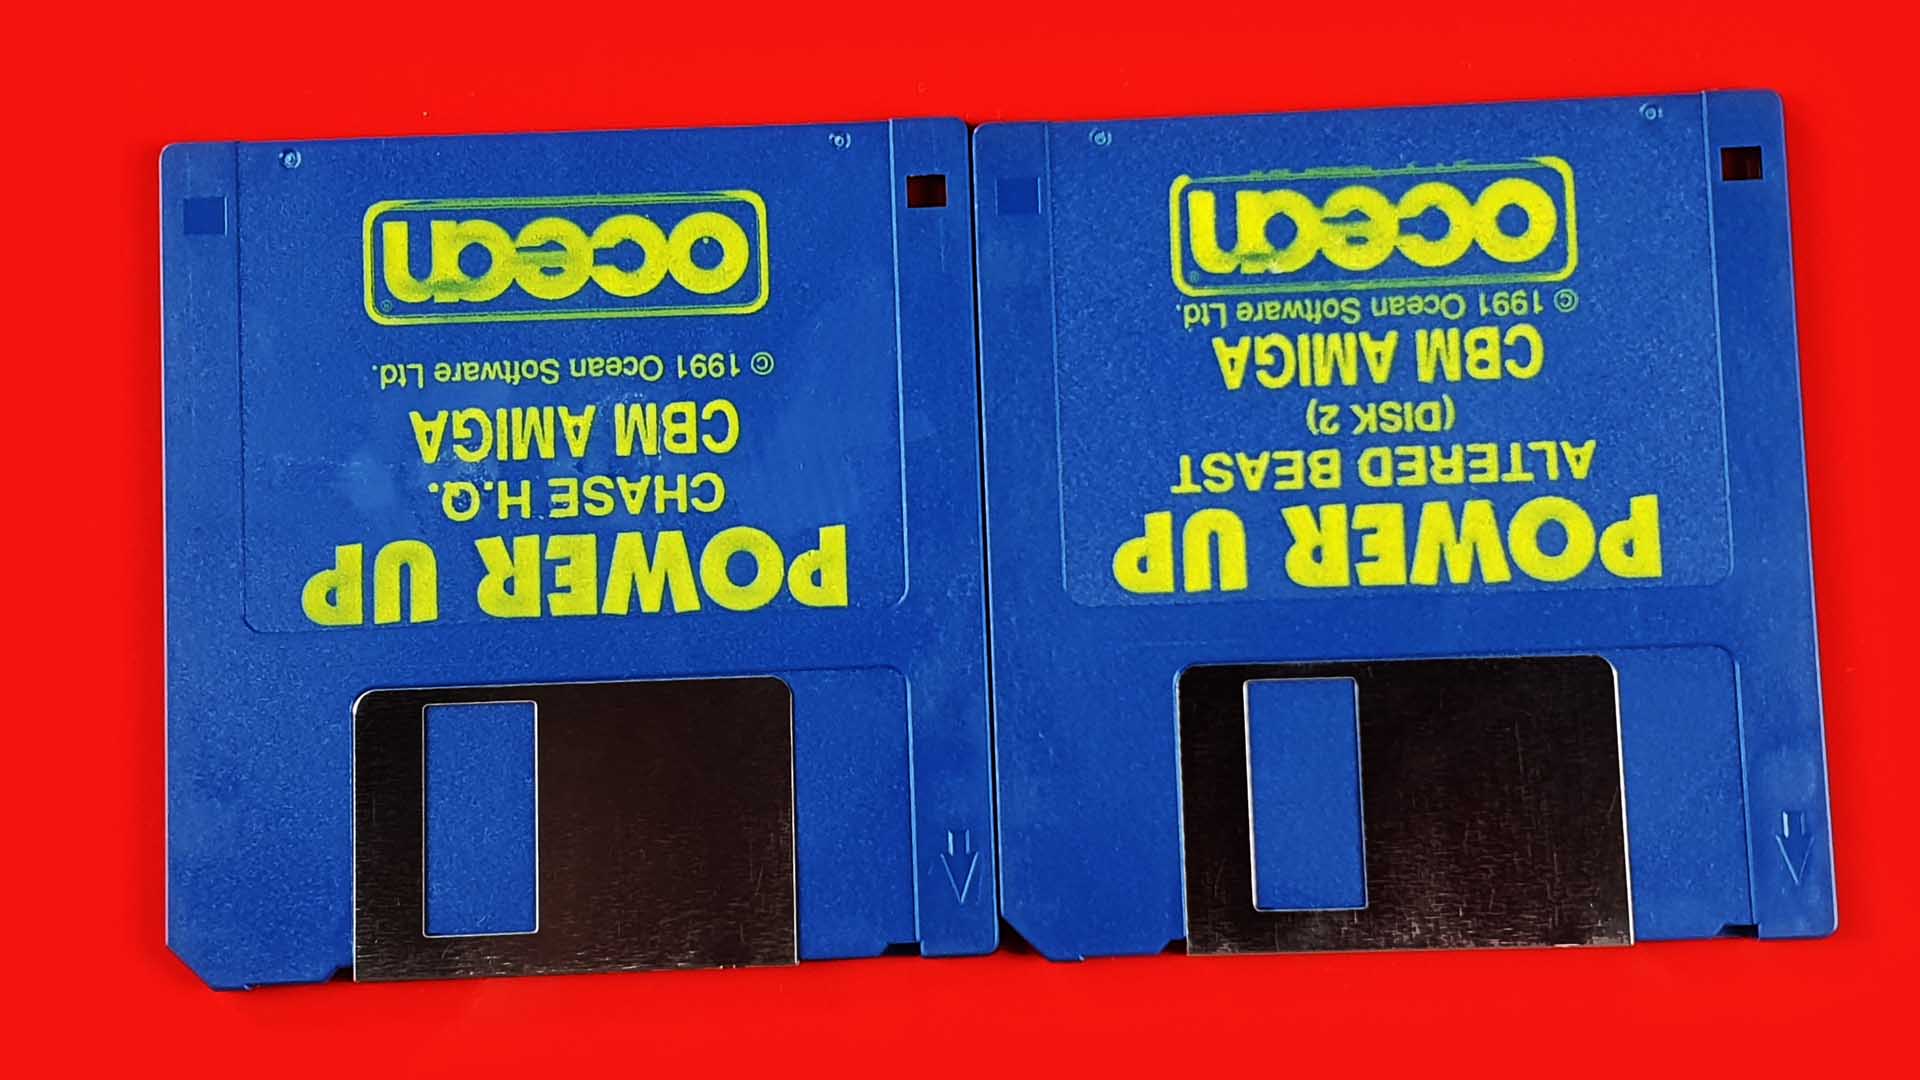 POWER UP
CHASE H.Q.
CBM AMIGA
© 1991 Ocean Software Ltd.
ocean®
POWER UP
ALTERED BEAST
(DISK 2)
CBM AMIGA
© 1991 Ocean Software Ltd.
ocean®